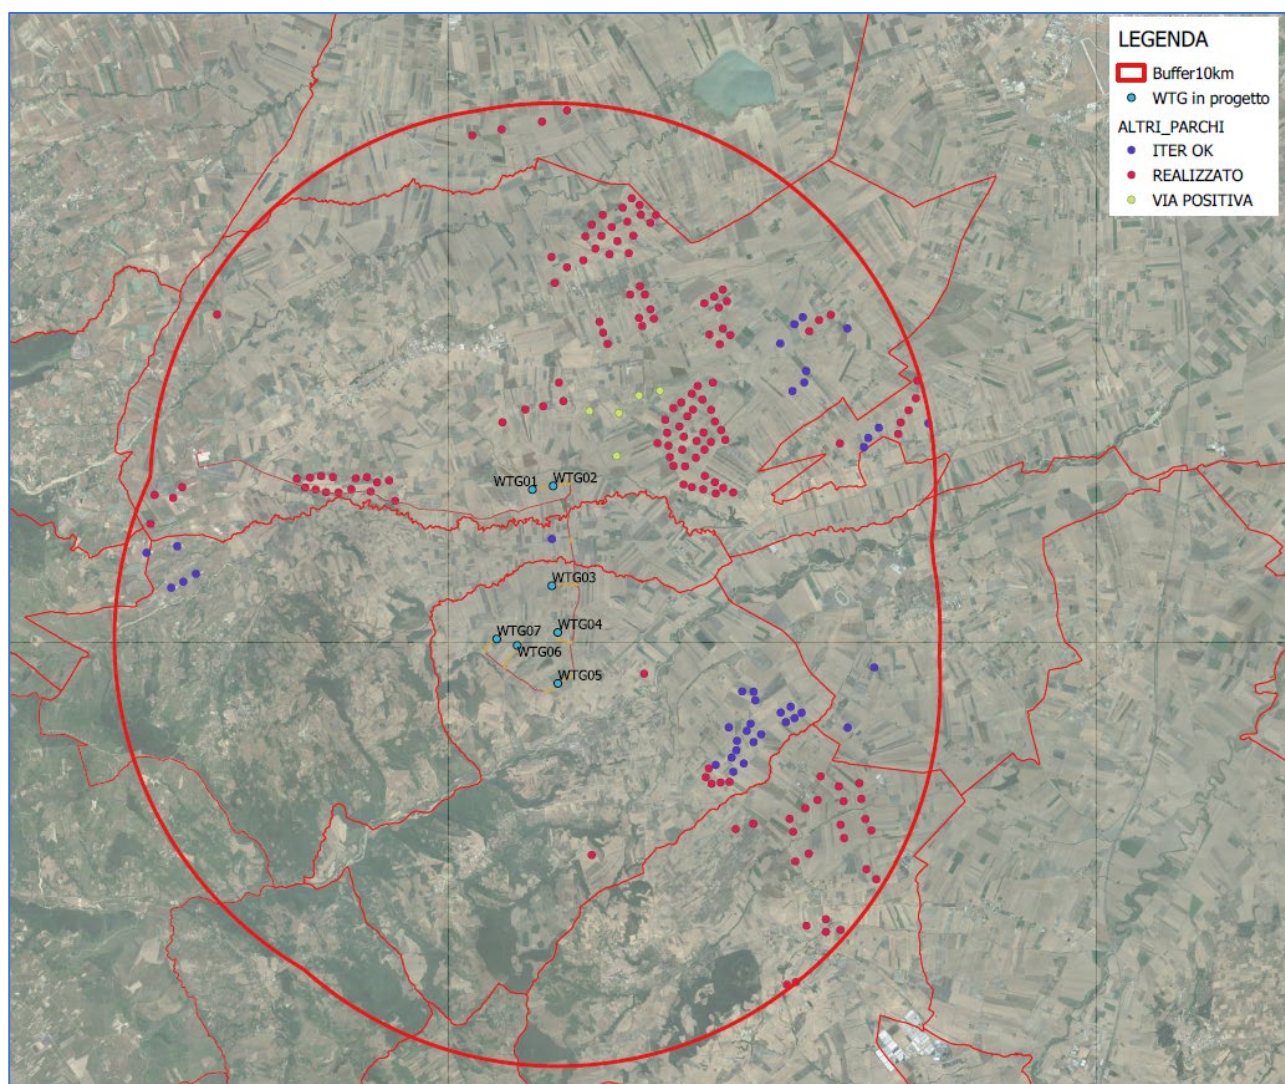 LEGENDA
Buffer10km
WTG in progetto
ALTRI_PARCHI
ITER OK
REALIZZATO
VIA POSITIVA
WTG01
WTG02
WTG03
WTG04
WTG07
WTG06
WTG05